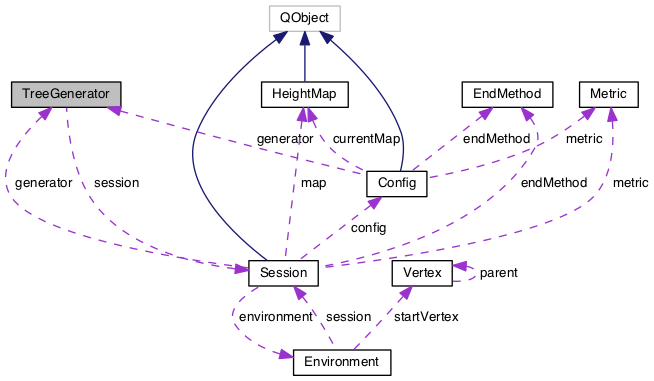 QObject
TreeGenerator
HeightMap
EndMethod
Metric
generator
currentMap
endMethod
metric
generator
session
map
Config
endMethod
metric
config
Session
Vertex
parent
environment
session
startVertex
Environment